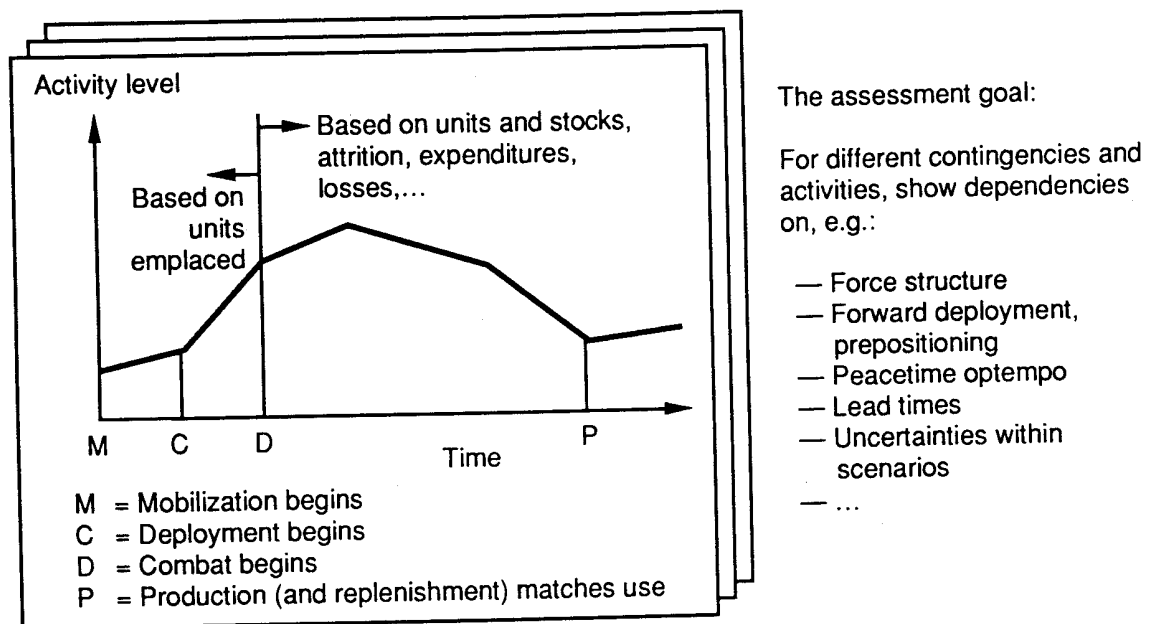 Activity level
Based on units and stocks,
attrition, expenditures,
losses,...
Based on
units
emplaced
M
C
D
P
Time
M = Mobilization begins
C = Deployment begins
D = Combat begins
P = Production (and replenishment) matches use
The assessment goal:
For different contingencies and
activities, show dependencies
on, e.g.:
— Force structure
— Forward deployment,
prepositioning
— Peacetime optempo
— Lead times
— Uncertainties within
scenarios
— ...